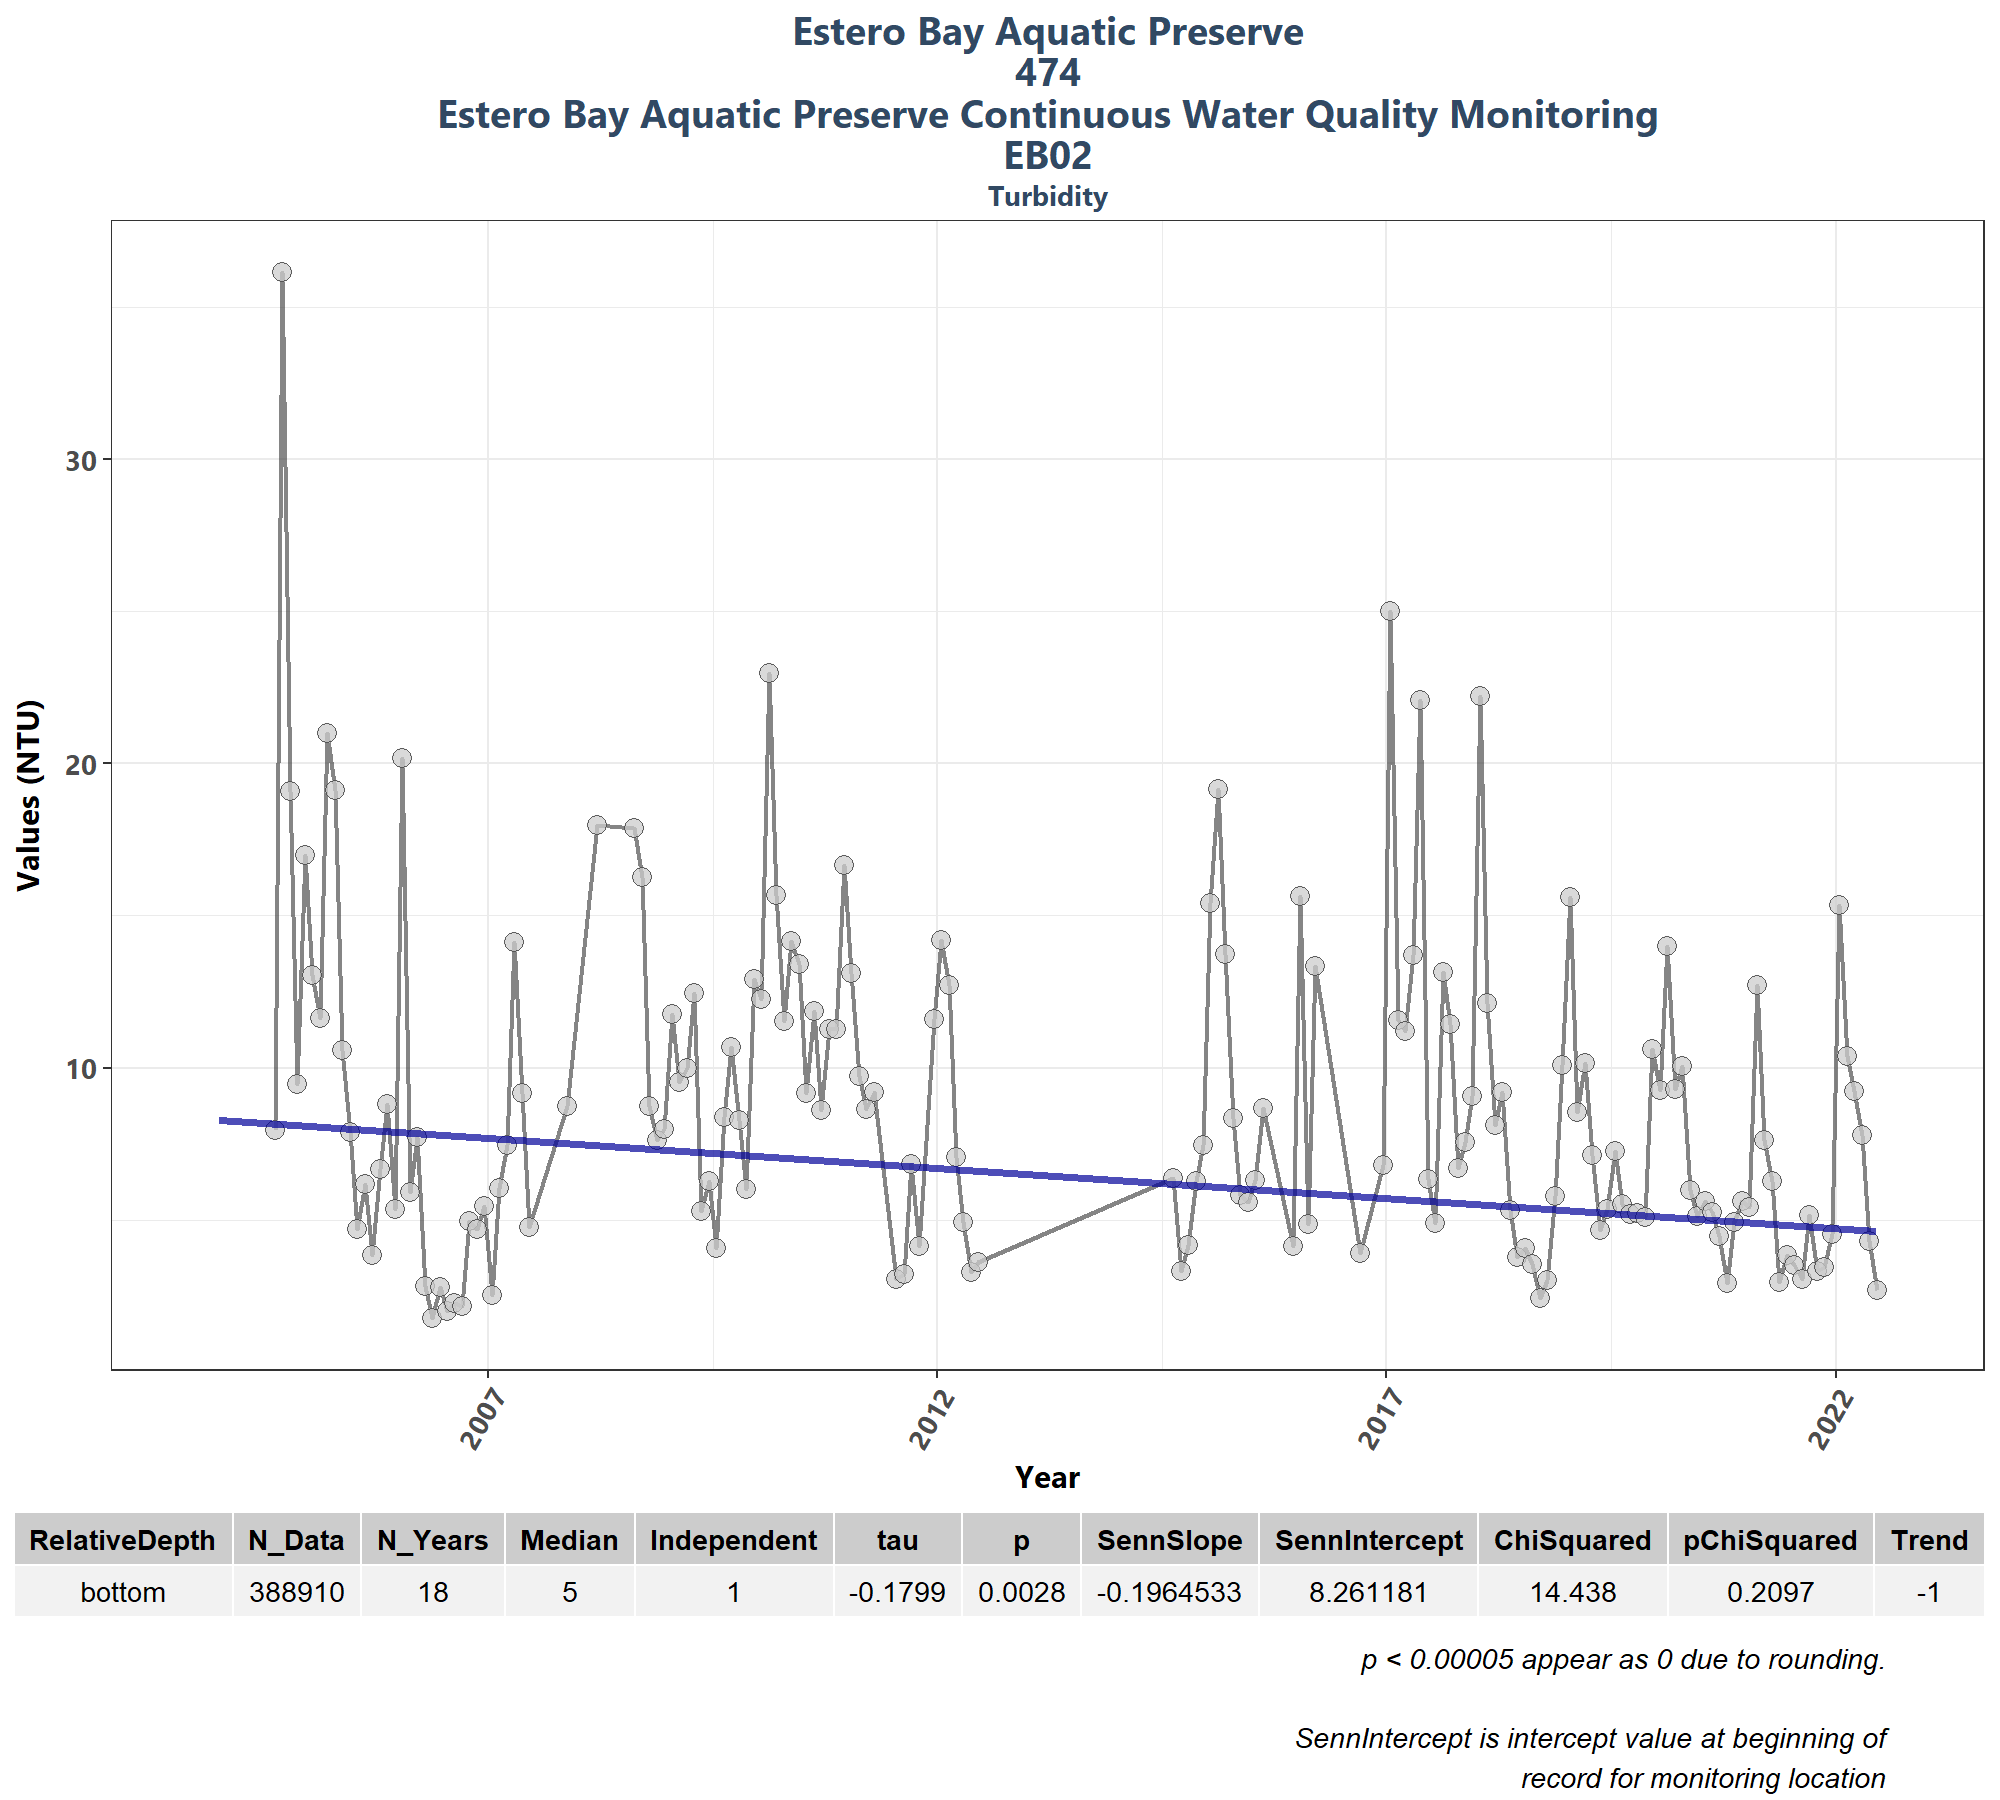 Estero Bay Aquatic Preserve
474
Estero Bay Aquatic Preserve Continuous Water Quality Monitoring
EB02
Turbidity
Values (NTU)
30
20
10
2007 2012 2017 2022
Year
RelativeDepth N_Data N_Years Median Independent tau p SennSlope SennIntercept ChiSquared pChiSquared Trend
bottom 388910 18 5 1 -0.1799 0.0028 -0.1964533 8.261181 14.438 0.2097 -1
p < 0.00005 appear as 0 due to rounding.
SennIntercept is intercept value at beginning of
record for monitoring location